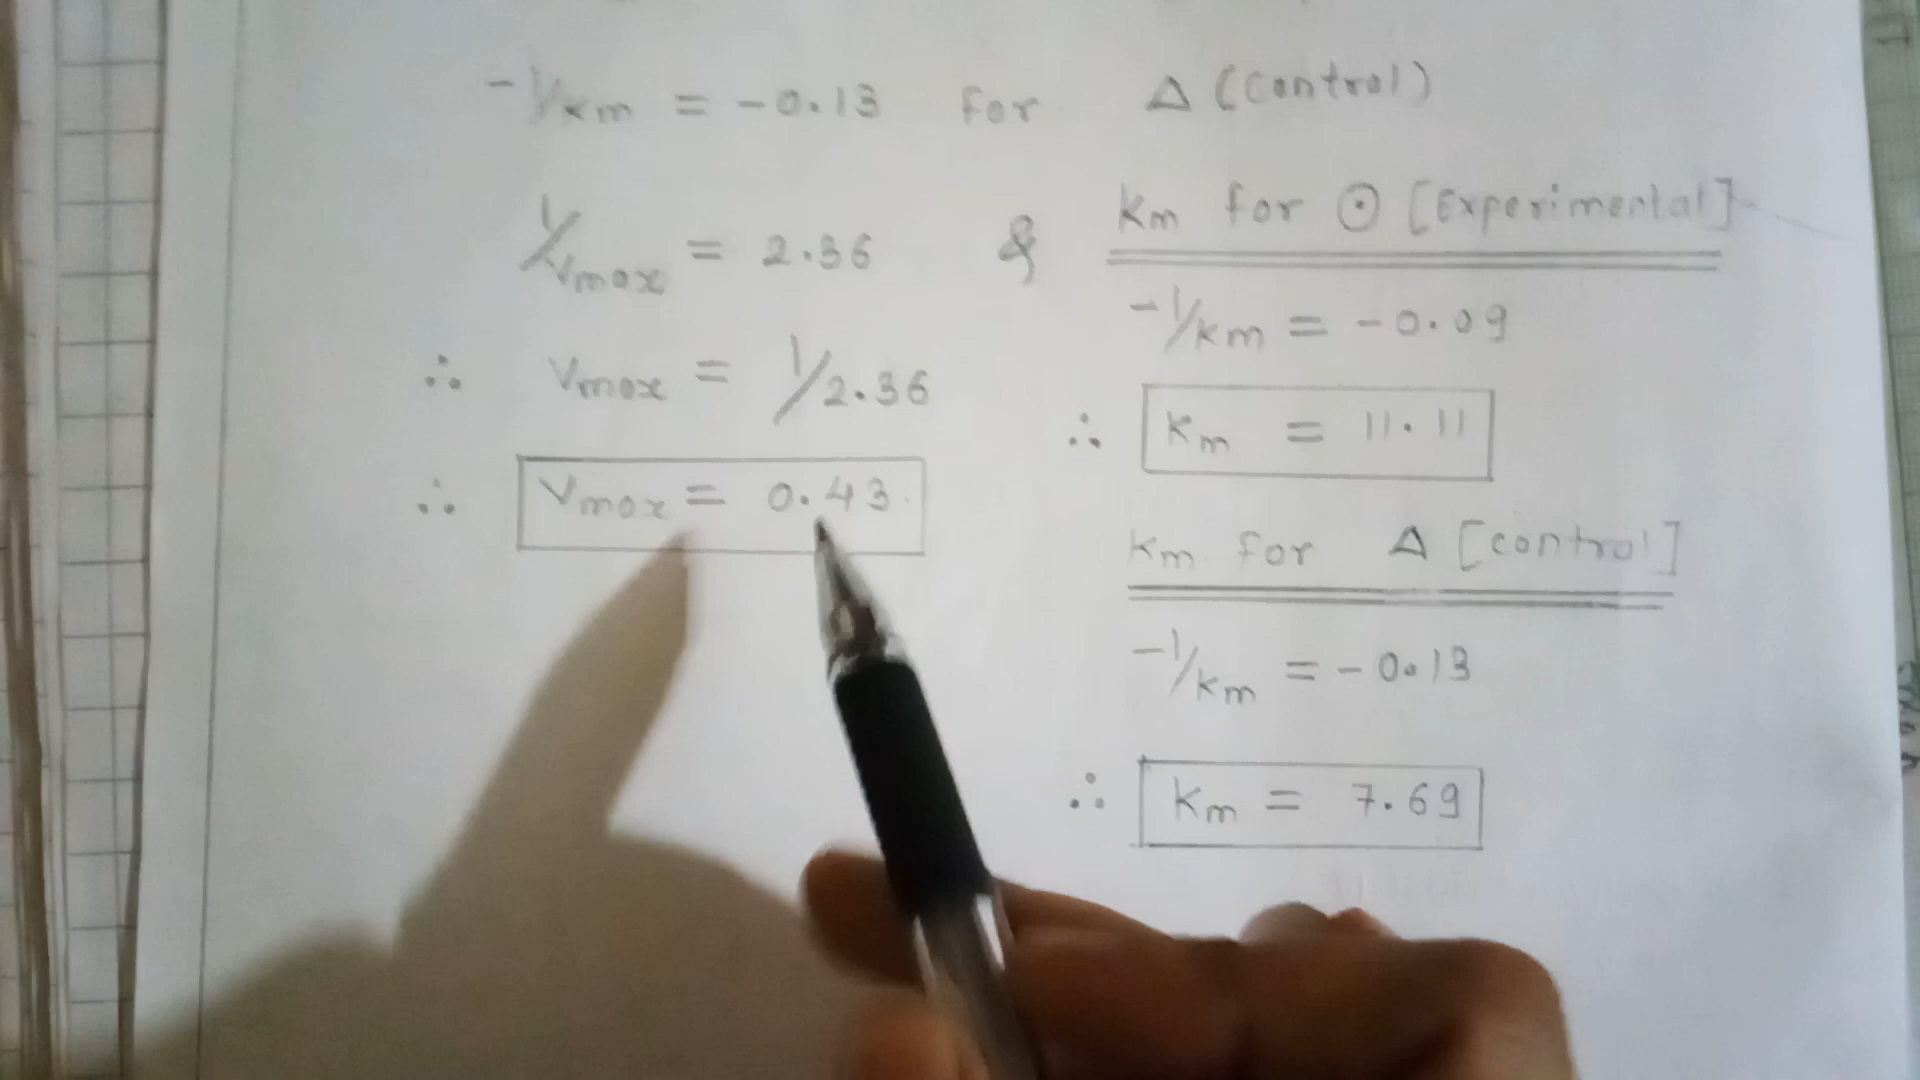 -1/Km = -0.13 For Δ (control)
1/Vmax = 2.36 &
∴ Vmax = 1/2.36
∴ Vmax = 0.43
Km for ⊙ [Experimental]
-1/Km = -0.09
∴ Km = 11.11
Km For Δ [control]
-1/Km = -0.13
∴ Km = 7.69